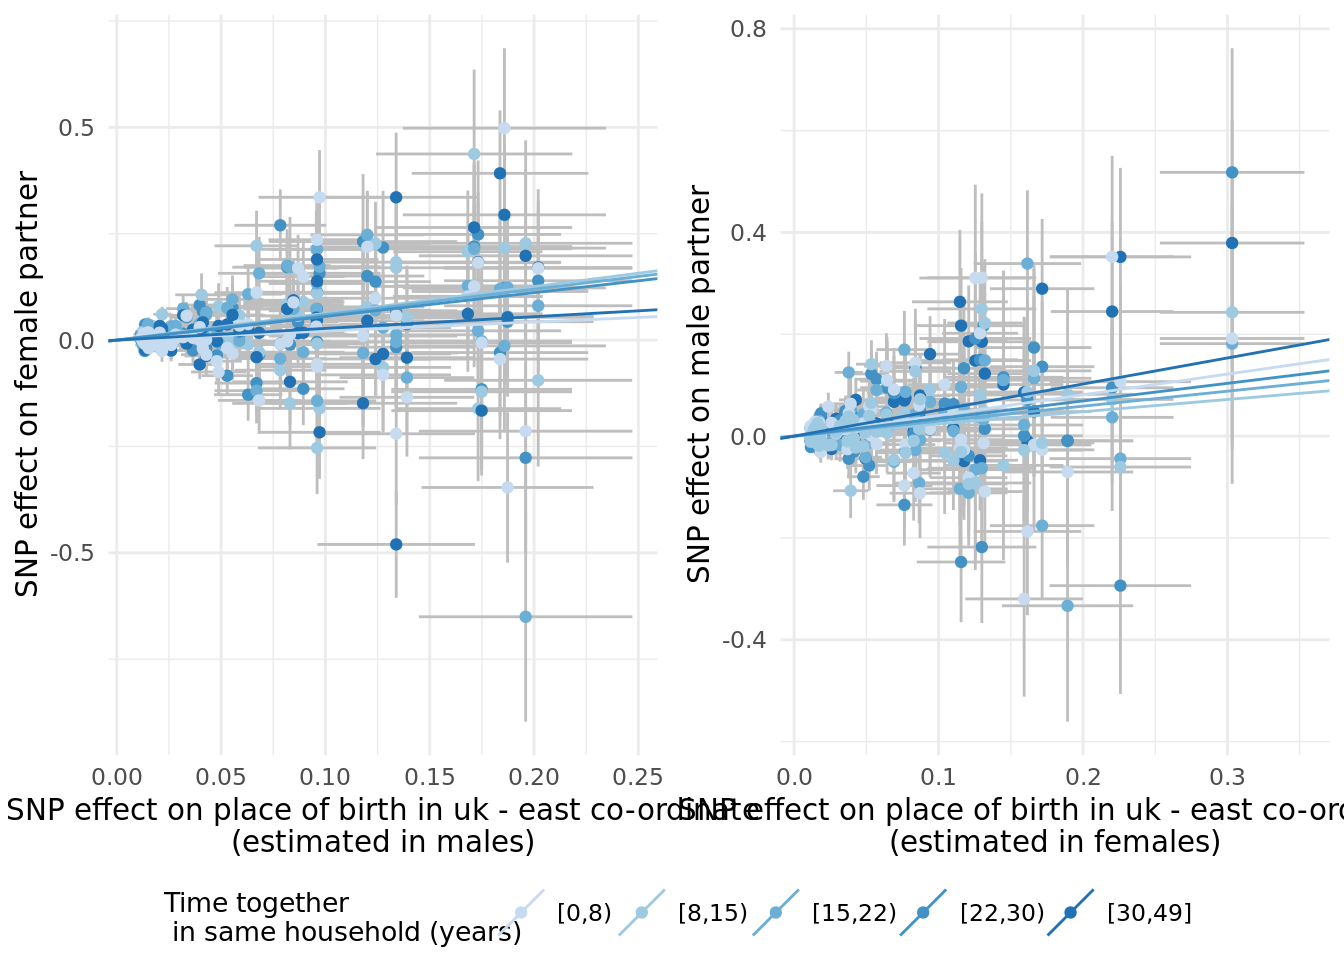 SNP effect on female partner
0.5
0.0
-0.5
0.00 0.05 0.10 0.15 0.20 0.25
SNP effect on place of birth in uk - east co-ordinate
(estimated in males)
SNP effect on male partner
0.8
0.4
0.0
-0.4
0.0 0.1 0.2 0.3
SNP effect on place of birth in uk - east co-or
(estimated in females)
Time together
in same household (years)
[0,8) [8,15) [15,22) [22,30) [30,49]